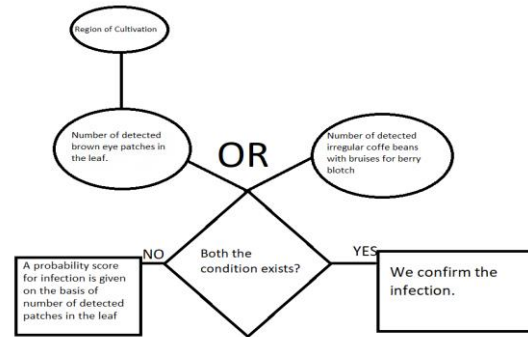 Region of Cultivation
Number of detected
brown eye patches in
the leaf.
OR
Number of detected
irregular coffe beans
with bruises for berry
blotch
NO
Both the
condition exists?
YES
A probability score
for infection is given
on the basis of
number of detected
patches in the leaf
We confirm the
infection.